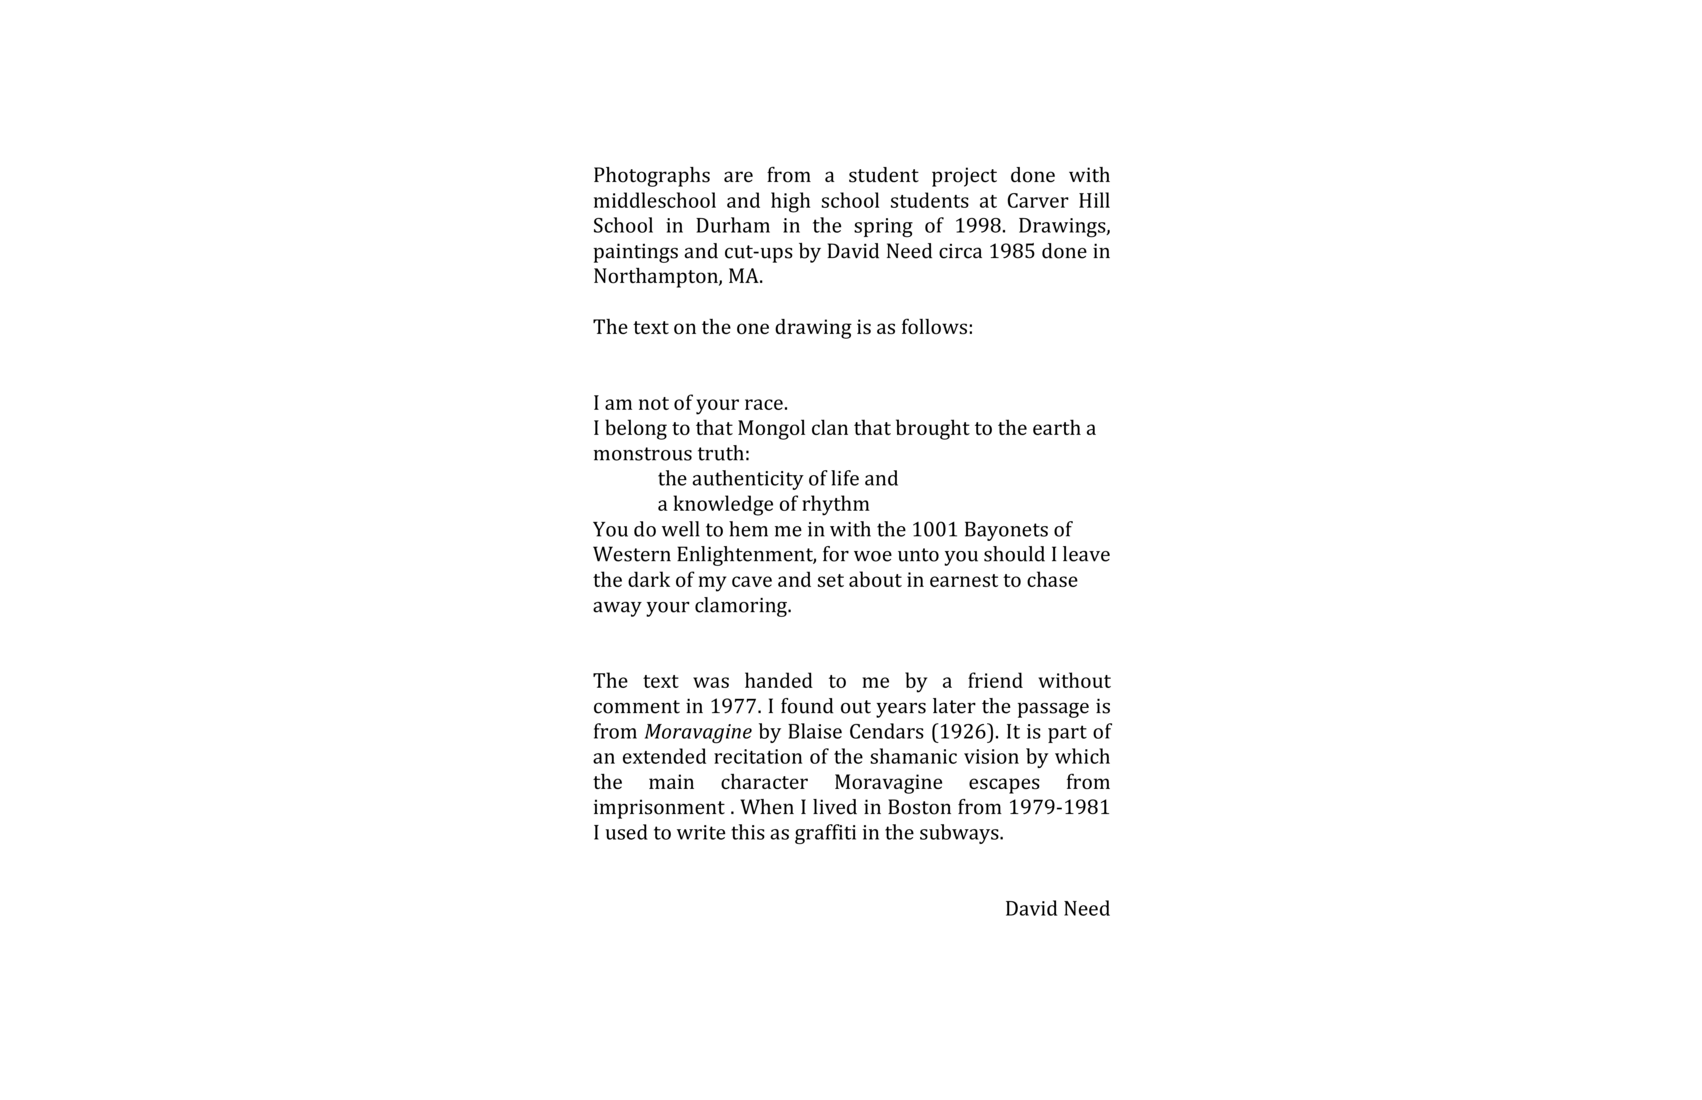 Photographs are from a student project done with
middleschool and high school students at Carver Hill
School in Durham in the spring of 1998. Drawings,
paintings and cut-ups by David Need circa 1985 done in
Northampton, MA.
The text on the one drawing is as follows:
I am not of your race.
I belong to that Mongol clan that brought to the earth a
monstrous truth:
the authenticity of life and
a knowledge of rhythm
You do well to hem me in with the 1001 Bayonets of
Western Enlightenment, for woe unto you should I leave
the dark of my cave and set about in earnest to chase
away your clamoring.
The text was handed to me by a friend without
comment in 1977. I found out years later the passage is
from Moravagine by Blaise Cendars (1926). It is part of
an extended recitation of the shamanic vision by which
the main character Moravagine escapes from
imprisonment . When I lived in Boston from 1979-1981
I used to write this as graffiti in the subways.
David Need